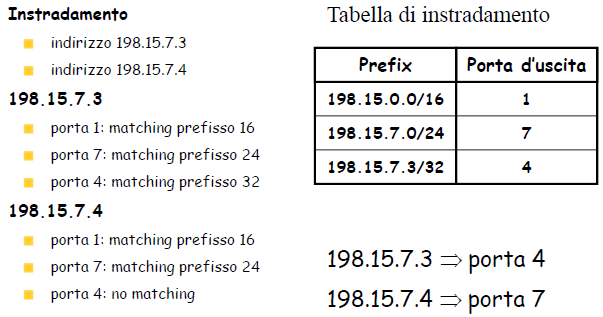 Instradamento
indirizzo 198.15.7.3
indirizzo 198.15.7.4
198.15.7.3
porta 1: matching prefisso 16
porta 7: matching prefisso 24
porta 4: matching prefisso 32
198.15.7.4
porta 1: matching prefisso 16
porta 7: matching prefisso 24
porta 4: no matching
Tabella di instradamento
Prefix Porta d'uscita
198.15.0.0/16 1
198.15.7.0/24 7
198.15.7.3/32 4
198.15.7.3 ⇒ porta 4
198.15.7.4 ⇒ porta 7